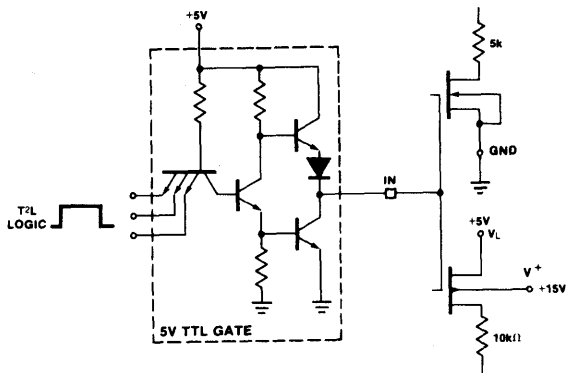 +5V
5k
GND
IN
T²L
LOGIC
+5V
VL
V+
+15V
10kΩ
5V TTL GATE